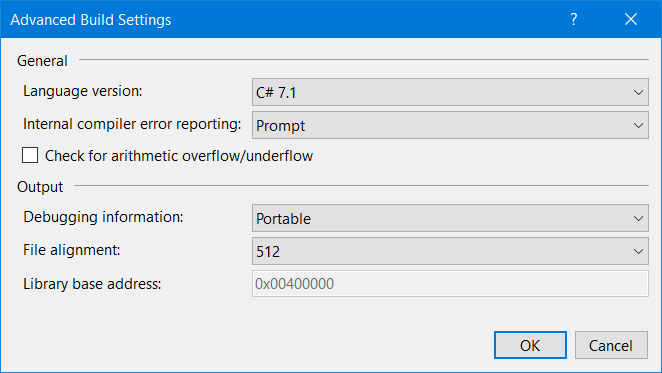 Advanced Build Settings ?
General
Language version: C# 7.1
Internal compiler error reporting: Prompt
Check for arithmetic overflow/underflow
Output
Debugging information: Portable
File alignment: 512
Library base address: 0x00400000
OK Cancel